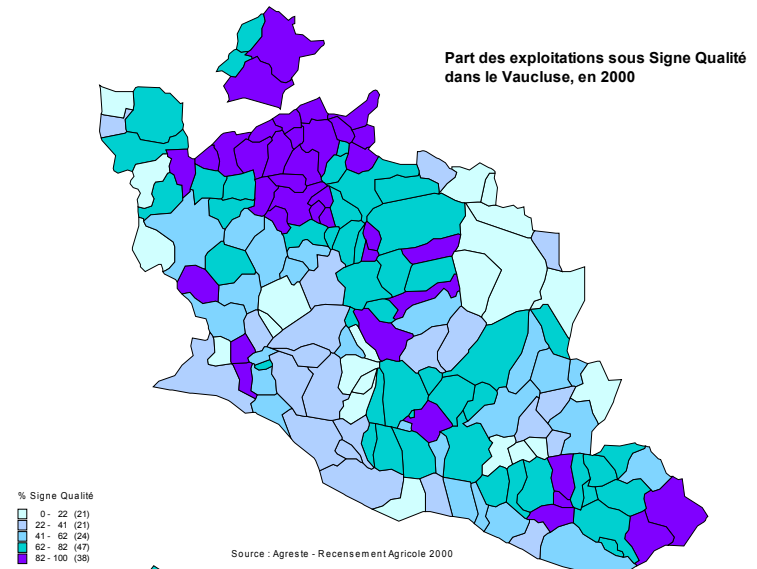 Part des exploitations sous Signe Qualité
dans le Vaucluse, en 2000
% Signe Qualité
0 - 22 (21)
22 - 41 (21)
41 - 62 (24)
62 - 82 (47)
82 - 100 (38)
Source : Agreste - Recensement Agricole 2000